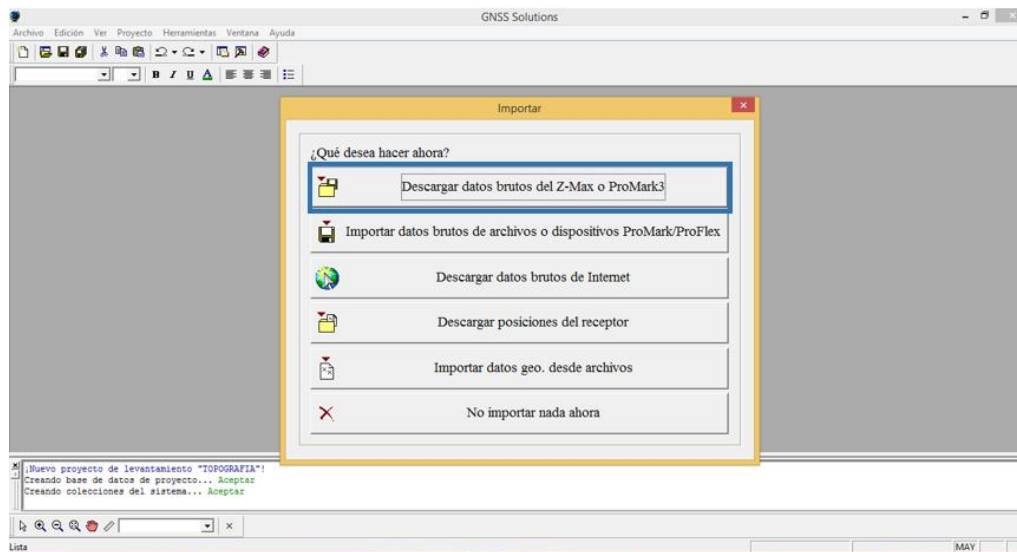 GNSS Solutions
Archivo Edición Ver Proyecto Herramientas Ventana Ayuda
B I U A
Importar
¿Qué desea hacer ahora?
Descargar datos brutos del Z-Max o ProMark3
Importar datos brutos de archivos o dispositivos ProMark/ProFlex
Descargar datos brutos de Internet
Descargar posiciones del receptor
Importar datos geo. desde archivos
No importar nada ahora
¡Nuevo proyecto de levantamiento "TOPOGRAFIA"!
Creando base de datos de proyecto... Aceptar
Creando colecciones del sistema... Aceptar
Lista
MAY